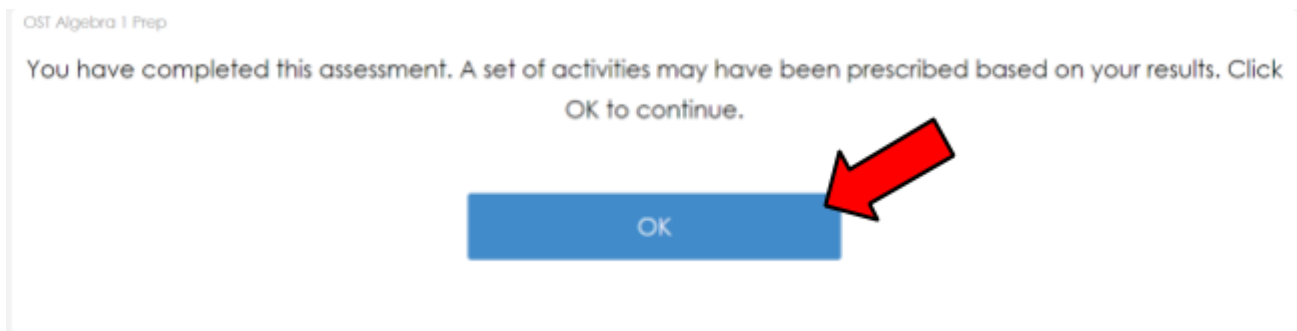 OST Algebra 1 Prep
You have completed this assessment. A set of activities may have been prescribed based on your results. Click
OK to continue.
OK